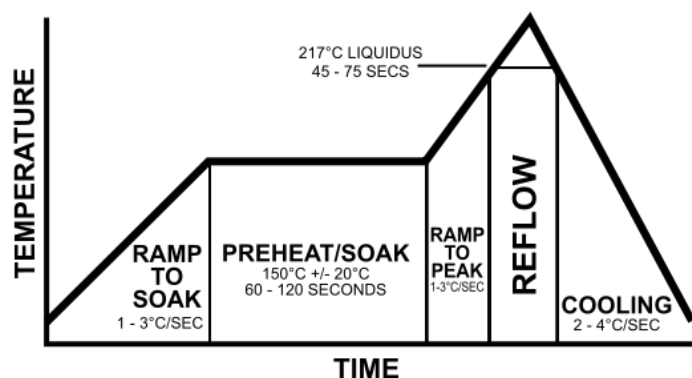 217°C LIQUIDUS
45 - 75 SECS
TEMPERATURE
RAMP
TO
SOAK
1 - 3°C/SEC
PREHEAT/SOAK
150°C +/- 20°C
60 - 120 SECONDS
RAMP
TO
PEAK
1-3°C/SEC
REFLOW
COOLING
2 - 4°C/SEC
TIME